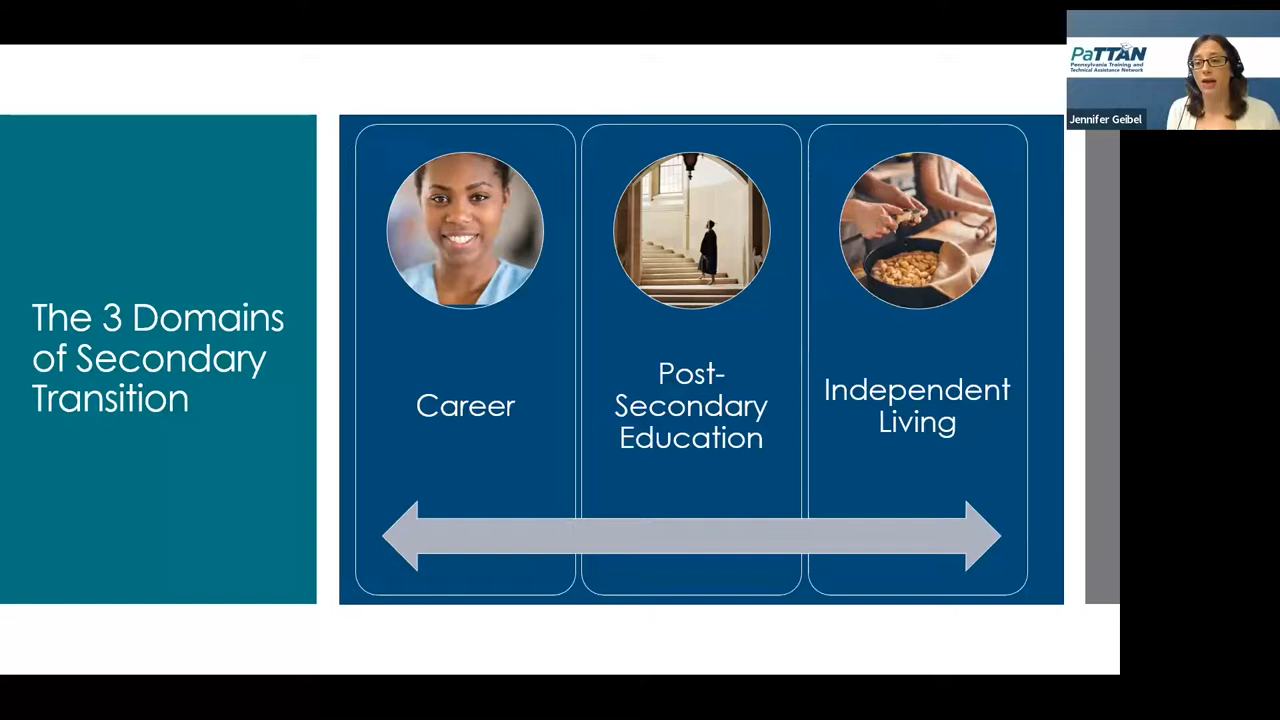 The 3 Domains
of Secondary
Transition
Career
Post-
Secondary
Education
Independent
Living
PaTTAN
Pennsylvania Training and
Technical Assistance Network
Jennifer Geibel